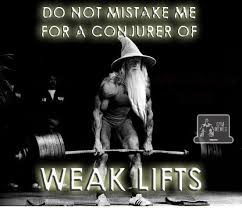 DO NOT MISTAKE ME
FOR A CONJURER OF
WEAK LIFTS